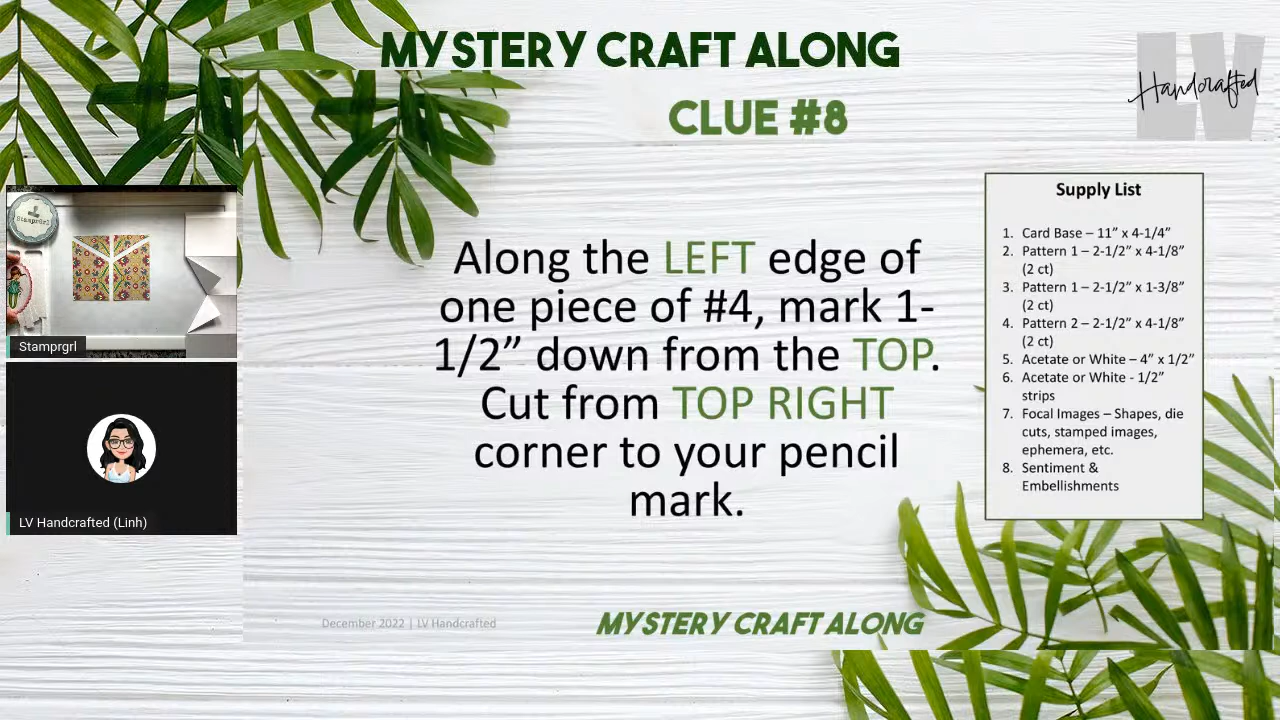 MYSTERY CRAFT ALONG
CLUE #8
Handcrafted
Stamprgrl
Stamprgrl
LV Handcrafted (Linh)
Along the LEFT edge of
one piece of #4, mark 1-
1/2” down from the TOP.
Cut from TOP RIGHT
corner to your pencil
mark.
Supply List
1. Card Base – 11” x 4-1/4”
2. Pattern 1 – 2-1/2” x 4-1/8”
(2 ct)
3. Pattern 1 – 2-1/2” x 1-3/8”
(2 ct)
4. Pattern 2 – 2-1/2” x 4-1/8”
(2 ct)
5. Acetate or White – 4” x 1/2”
6. Acetate or White - 1/2”
strips
7. Focal Images – Shapes, die
cuts, stamped images,
ephemera, etc.
8. Sentiment &
Embellishments
December 2022 | LV Handcrafted
MYSTERY CRAFT ALONG